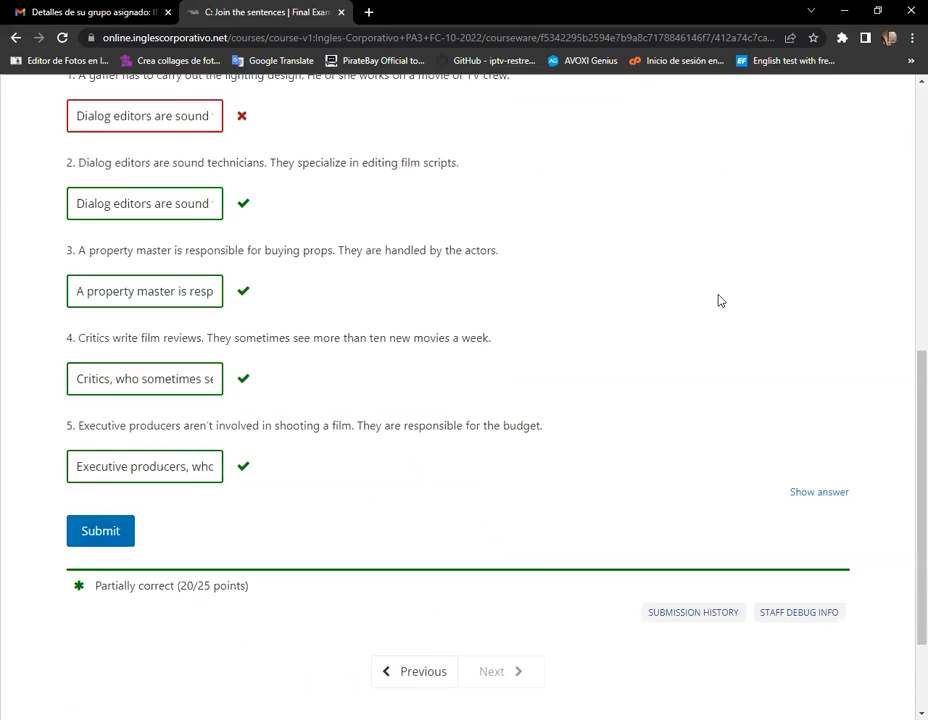 Detalles de su grupo asignado: I
C: Join the sentences | Final Exam
online.inglescorporativo.net/courses/course-v1:Ingles-Corporativo+PA3+FC-10-2022/courseware/f5342295b2594e7b9a8c7178846146f7/412a74c7ca...
Editor de Fotos en l...
Crea collages de fot...
Google Translate
PirateBay Official to...
GitHub - iptv-restre...
AVOXI Genius
Inicio de sesión en...
English test with fre...
»
1. A gaffer has to carry out the lighting design. He or she works on a movie or TV crew.
Dialog editors are sound
2. Dialog editors are sound technicians. They specialize in editing film scripts.
Dialog editors are sound
3. A property master is responsible for buying props. They are handled by the actors.
A property master is resp
4. Critics write film reviews. They sometimes see more than ten new movies a week.
Critics, who sometimes se
5. Executive producers aren't involved in shooting a film. They are responsible for the budget.
Executive producers, who
Show answer
Submit
Partially correct (20/25 points)
SUBMISSION HISTORY
STAFF DEBUG INFO
Previous
Next